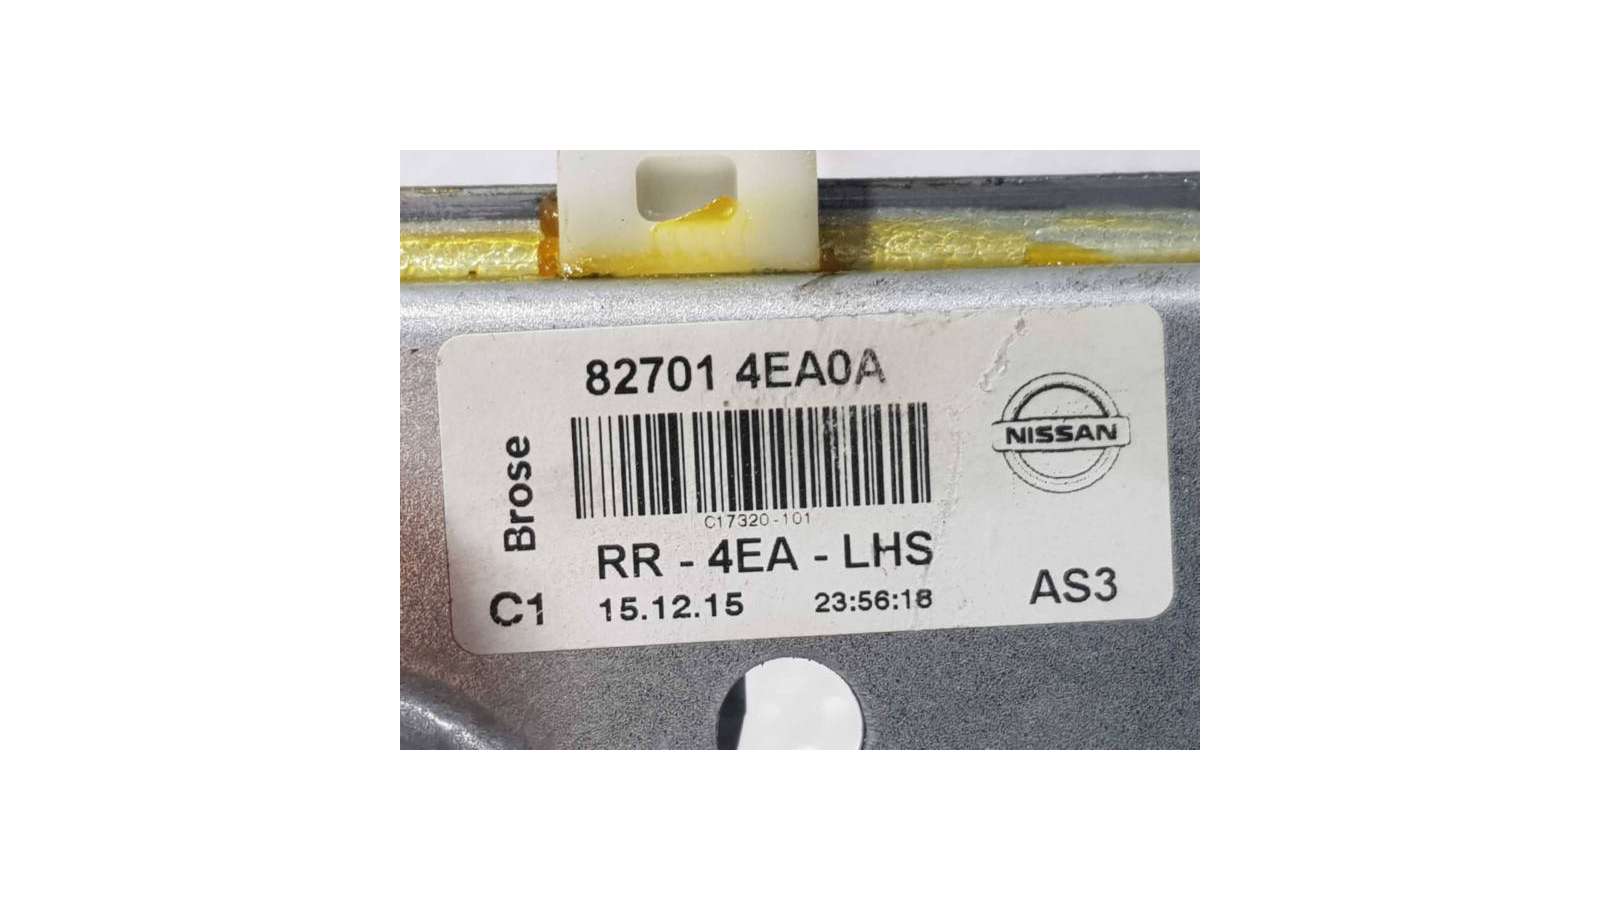 82701 4EA0A
Brose
NISSAN
C17320-101
RR - 4EA - LHS
C1 15.12.15 23:56:18 AS3